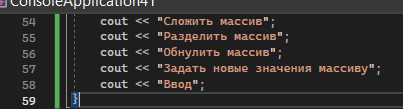 ConsoleApplication41
54 cout << "Сложить массив";
55 cout << "Разделить массив";
56 cout << "Обнулить массив";
57 cout << "Задать новые значения массиву";
58 cout << "Ввод";
59 }